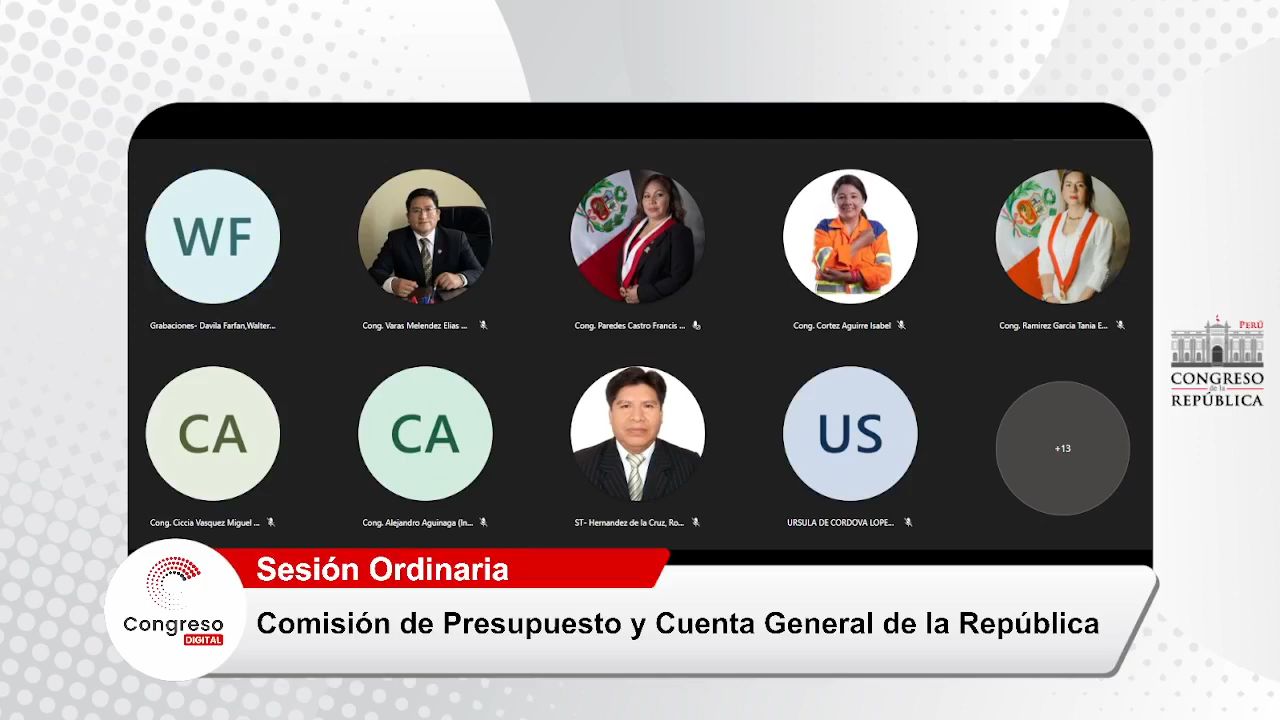 WF
Grabaciones- Davila Farfan,Walter...
Cong. Varas Melendez Elias ...
Cong. Paredes Castro Francis ...
Cong. Cortez Aguirre Isabel
Cong. Ramirez Garcia Tania E...
CA
CA
US
+13
Cong. Ciccia Vasquez Miguel ...
Cong. Alejandro Aguinaga (In...
ST- Hernandez de la Cruz, Ro...
URSULA DE CORDOVA LOPE...
PERÚ
CONGRESO
de la
REPÚBLICA
Congreso
DIGITAL
Sesión Ordinaria
Comisión de Presupuesto y Cuenta General de la República